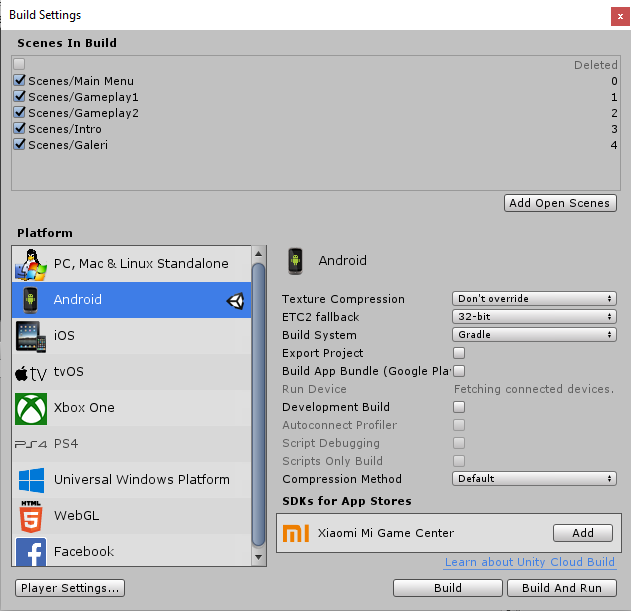 Build Settings
x
Scenes In Build
Deleted
Scenes/Main Menu 0
Scenes/Gameplay1 1
Scenes/Gameplay2 2
Scenes/Intro 3
Scenes/Galeri 4
Add Open Scenes
Platform
PC, Mac & Linux Standalone
Android
iOS
tv tvOS
Xbox One
PS4 PS4
Universal Windows Platform
HTML 5 WebGL
f Facebook
Android
Texture Compression Don't override
ETC2 fallback 32-bit
Build System Gradle
Export Project
Build App Bundle (Google Pla
Run Device Fetching connected devices.
Development Build
Autoconnect Profiler
Script Debugging
Scripts Only Build
Compression Method Default
SDKs for App Stores
mi Xiaomi Mi Game Center Add
Learn about Unity Cloud Build
Player Settings... Build Build And Run